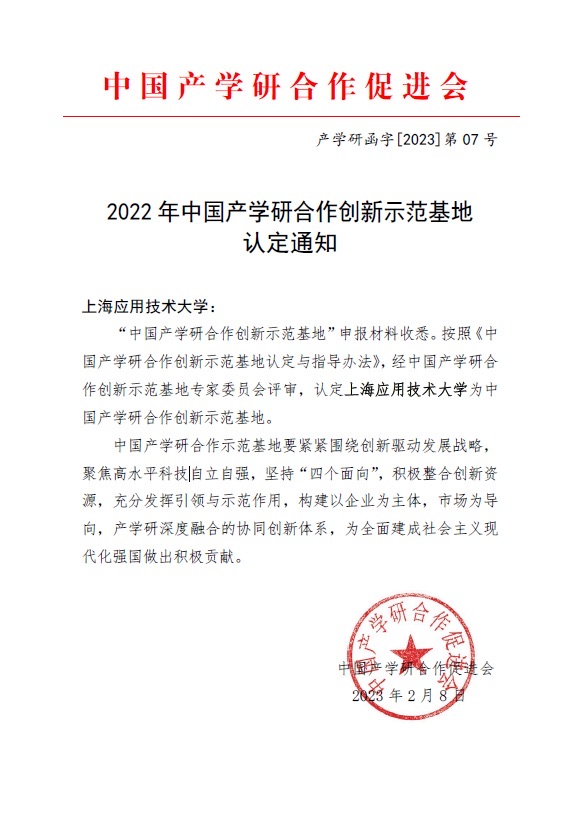 中国产学研合作促进会
产学研函字[2023]第 07 号
2022 年中国产学研合作创新示范基地
认定通知
上海应用技术大学：
“中国产学研合作创新示范基地”申报材料收悉。按照《中
国产学研合作创新示范基地认定与指导办法》，经中国产学研合
作创新示范基地专家委员会评审，认定上海应用技术大学为中
国产学研合作创新示范基地。
中国产学研合作示范基地要紧紧围绕创新驱动发展战略，
聚焦高水平科技自立自强，坚持“四个面向”，积极整合创新资
源，充分发挥引领与示范作用，构建以企业为主体，市场为导
向，产学研深度融合的协同创新体系，为全面建成社会主义现
代化强国做出积极贡献。
中国产学研合作促进会
中国产学研合作促进会
2023 年 2 月 8 日